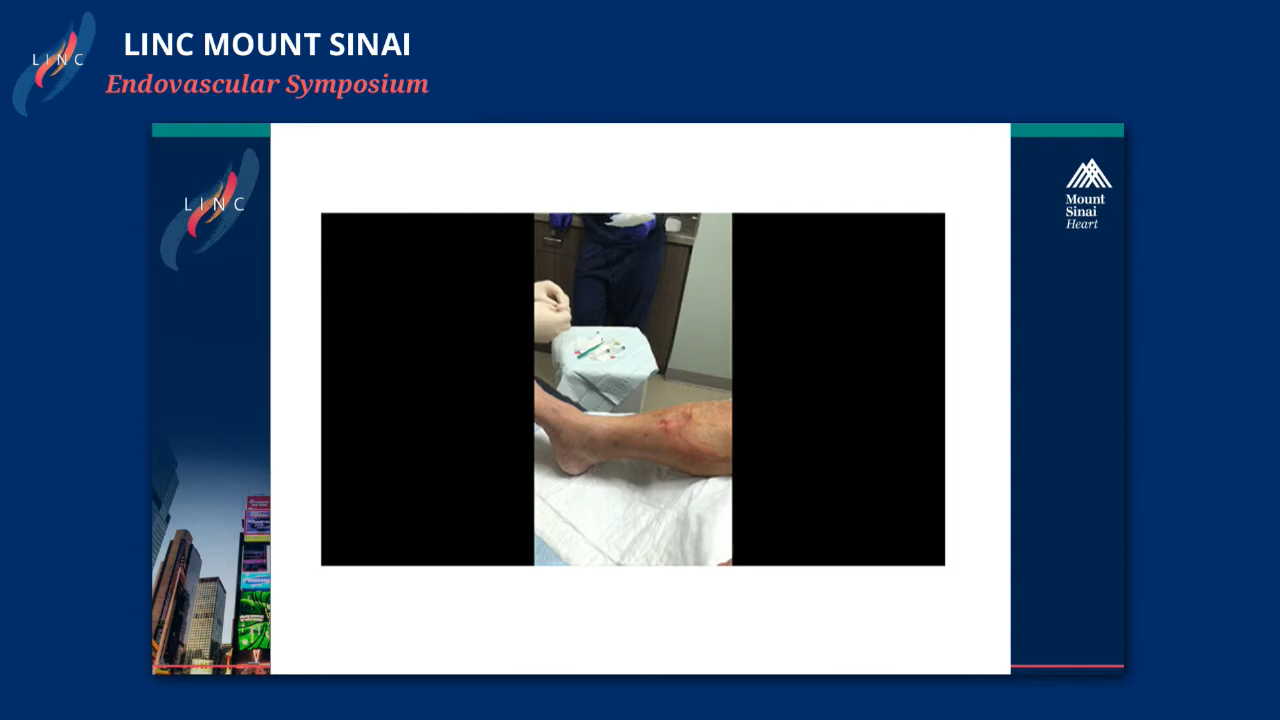 LINC
LINC MOUNT SINAI
Endovascular Symposium
LINC
Mount
Sinai
Heart